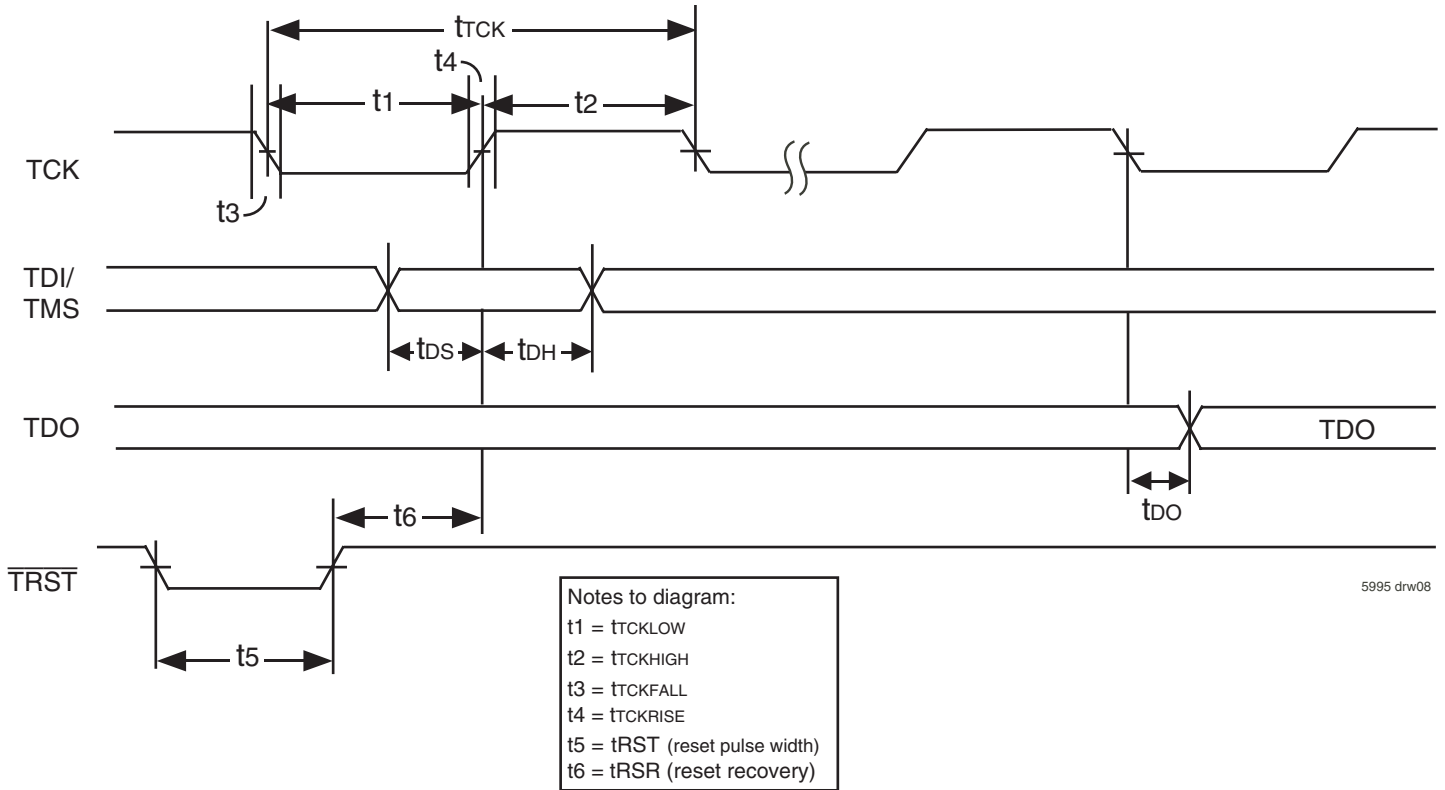 tTCK
t4
t1
t2
TCK
t3
TDI/
TMS
tDS
tDH
TDO
TDO
tDO
t6
TRST
5995 drw08
t5
Notes to diagram:
t1 = tTCKLOW
t2 = tTCKHIGH
t3 = tTCKFALL
t4 = tTCKRISE
t5 = tRST (reset pulse width)
t6 = tRSR (reset recovery)